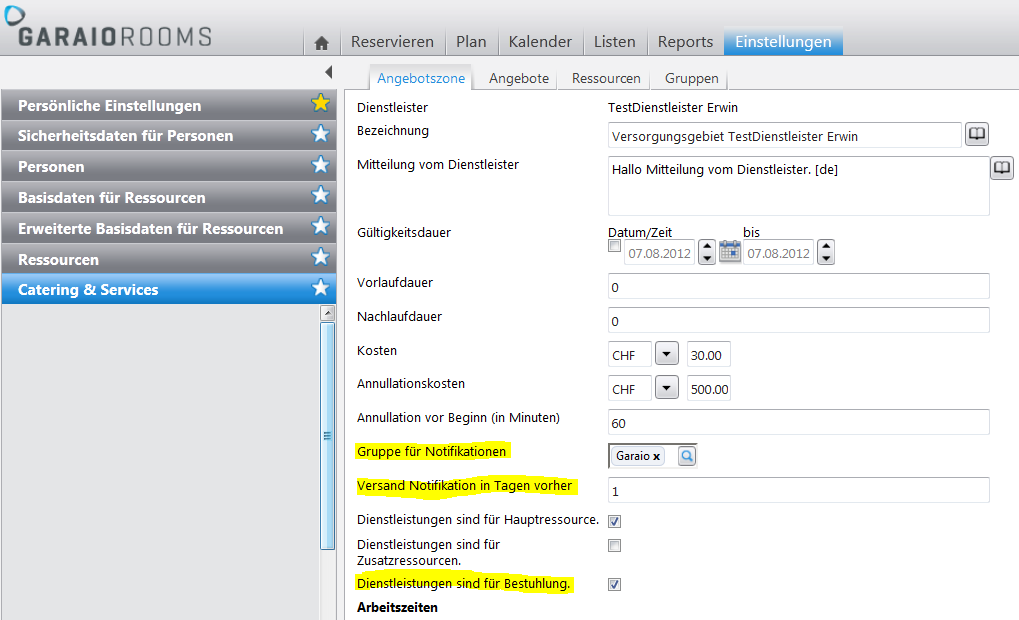 GARAIOROOMS
Reservieren Plan Kalender Listen Reports Einstellungen
Angebotszone Angebote Ressourcen Gruppen
Persönliche Einstellungen
Sicherheitsdaten für Personen
Personen
Basisdaten für Ressourcen
Erweiterte Basisdaten für Ressourcen
Ressourcen
Catering & Services
Dienstleister TestDienstleister Erwin
Bezeichnung Versorgungsgebiet TestDienstleister Erwin
Mitteilung vom Dienstleister Hallo Mitteilung vom Dienstleister. [de]
Gültigkeitsdauer Datum/Zeit bis
07.08.2012 07.08.2012
Vorlaufdauer 0
Nachlaufdauer 0
Kosten CHF 30.00
Annullationskosten CHF 500.00
Annullation vor Beginn (in Minuten) 60
Gruppe für Notifikationen Garaio x
Versand Notifikation in Tagen vorher 1
Dienstleistungen sind für Hauptressource.
Dienstleistungen sind für
Zusatzressourcen.
Dienstleistungen sind für Bestuhlung.
Arbeitszeiten